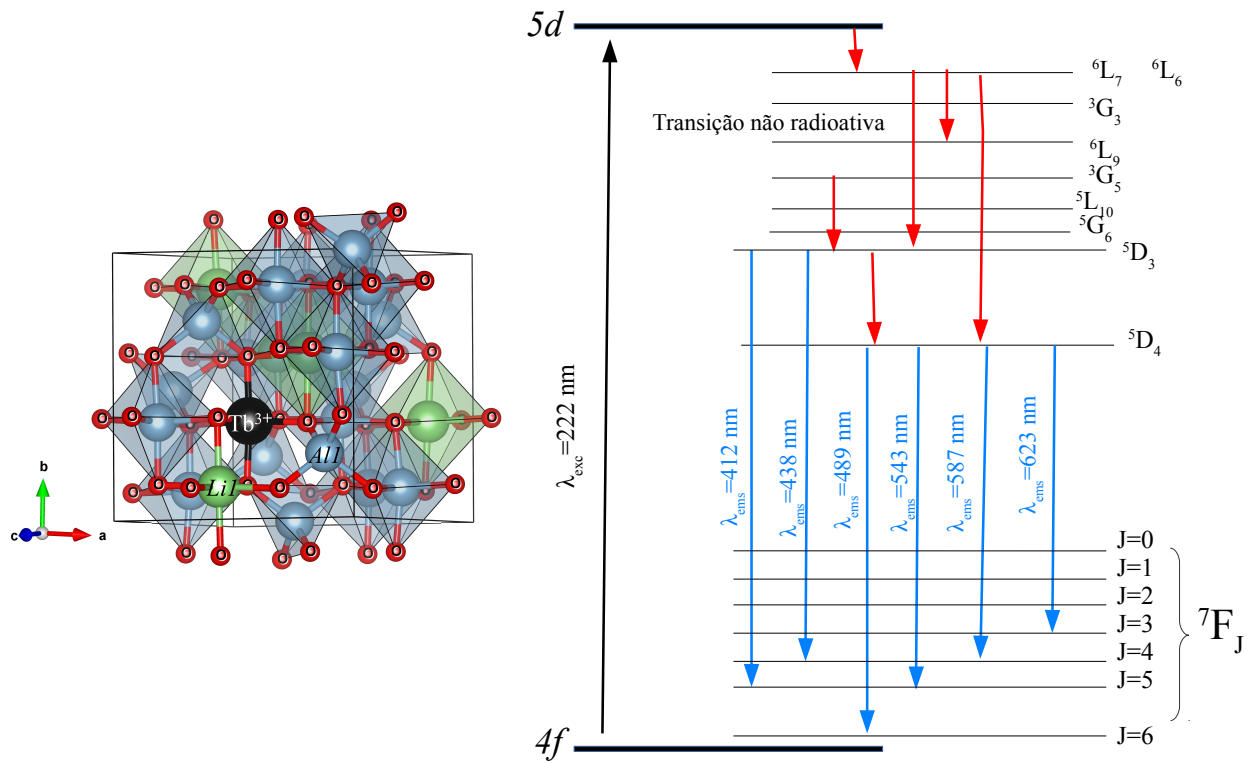 5d
⁶L₇ ⁶L₆
³G₃
Transição não radioativa
⁶L₉
³G₅
⁵L₁₀
⁵G₆
⁵D₃
⁵D₄
λexc=222 nm
λems=412 nm
λems=438 nm
λems=489 nm
λems=543 nm
λems=587 nm
λems=623 nm
J=0
J=1
J=2
J=3
J=4
J=5
J=6
⁷F_J
4f
O O O O O
O O
O O O O O O
O O O O
O O O O O O
O O O O O O
Tb³⁺
Al1
Li1
O O O O O O
O O O O O O
b
c
a